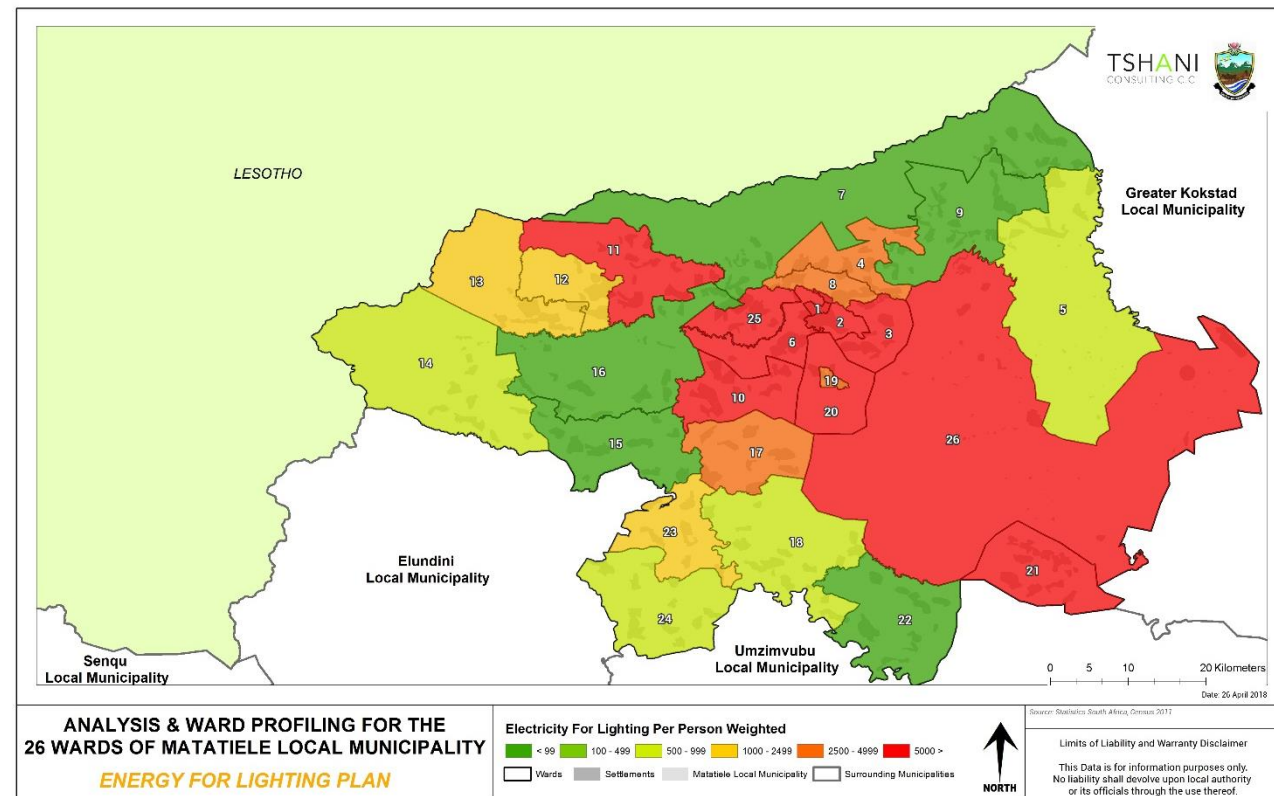 TSHANI
CONSULTING C.C
LESOTHO
Greater Kokstad
Local Municipality
7
9
11
4
13
12
8
5
1
25
2
3
6
14
16
19
10
20
26
15
17
23
18
Elundini
Local Municipality
21
24
22
Umzimvubu
Local Municipality
Senqu
Local Municipality
0 5 10 20 Kilometers
Date: 26 April 2018
ANALYSIS & WARD PROFILING FOR THE
26 WARDS OF MATATIELE LOCAL MUNICIPALITY
ENERGY FOR LIGHTING PLAN
Electricity For Lighting Per Person Weighted
< 99 100 - 499 500 - 999 1000 - 2499 2500 - 4999 5000 >
Wards Settlements Matatiele Local Municipality Surrounding Municipalities
NORTH
Source: Statistics South Africa, Census 2011
Limits of Liability and Warranty Disclaimer
This Data is for information purposes only.
No liability shall devolve upon local authority
or its officials through the use thereof.